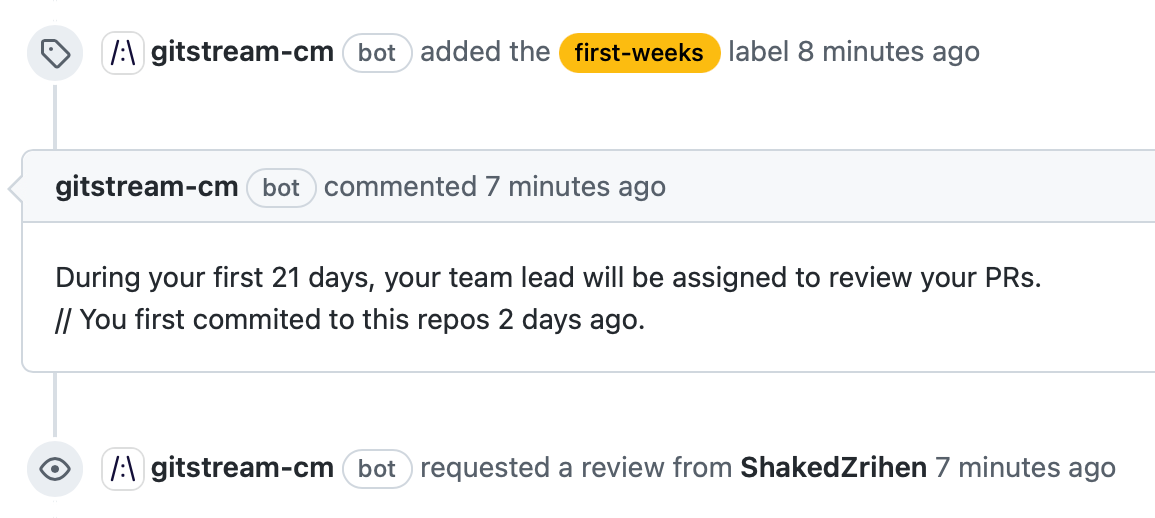 /:\ gitstream-cm bot added the first-weeks label 8 minutes ago
gitstream-cm bot commented 7 minutes ago
During your first 21 days, your team lead will be assigned to review your PRs.
// You first commited to this repos 2 days ago.
/:\ gitstream-cm bot requested a review from ShakedZrihen 7 minutes ago